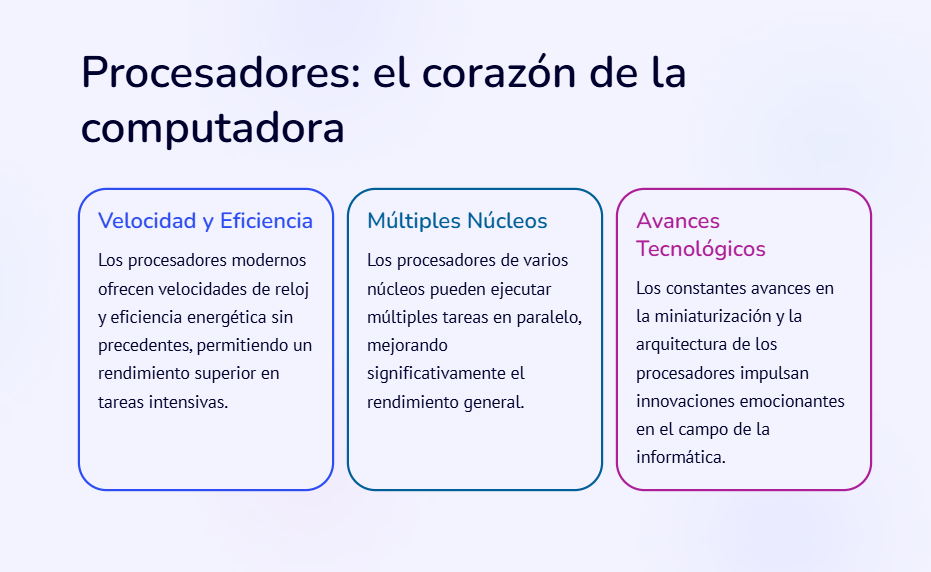 Procesadores: el corazón de la
computadora
Velocidad y Eficiencia
Los procesadores modernos
ofrecen velocidades de reloj
y eficiencia energética sin
precedentes, permitiendo un
rendimiento superior en
tareas intensivas.
Múltiples Núcleos
Los procesadores de varios
núcleos pueden ejecutar
múltiples tareas en paralelo,
mejorando
significativamente el
rendimiento general.
Avances
Tecnológicos
Los constantes avances en
la miniaturización y la
arquitectura de los
procesadores impulsan
innovaciones emocionantes
en el campo de la
informática.